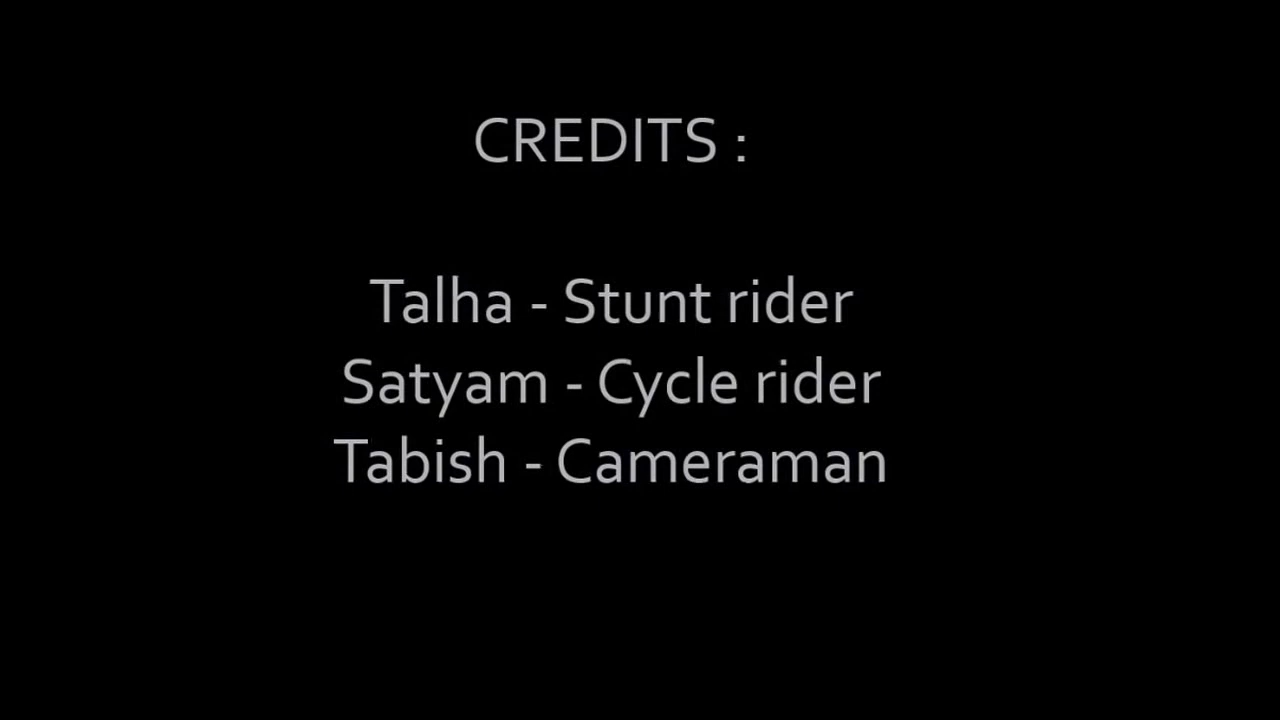 CREDITS :
Talha - Stunt rider
Satyam - Cycle rider
Tabish - Cameraman